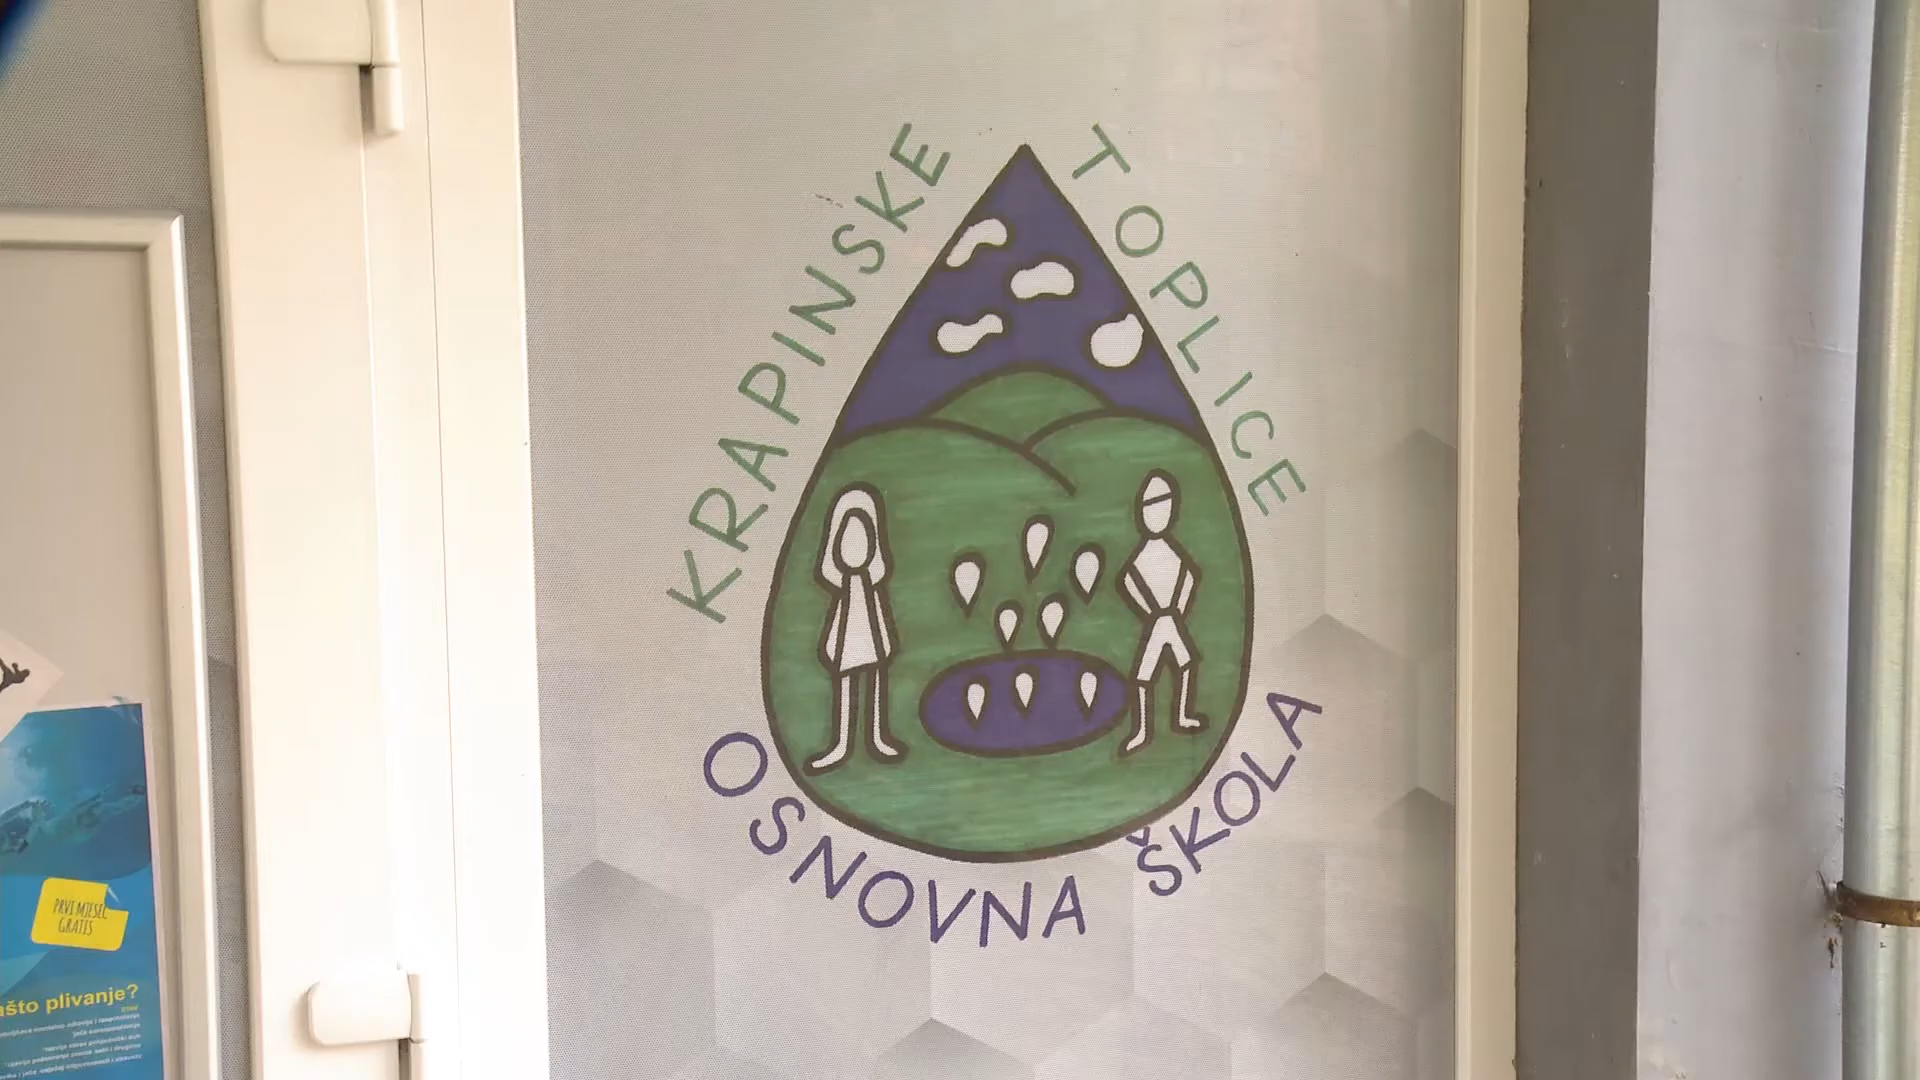 KRAPINSKE TOPLICE
OSNOVNA ŠKOLA
PRVI MJESEC
GRATIS
ašto plivanje?